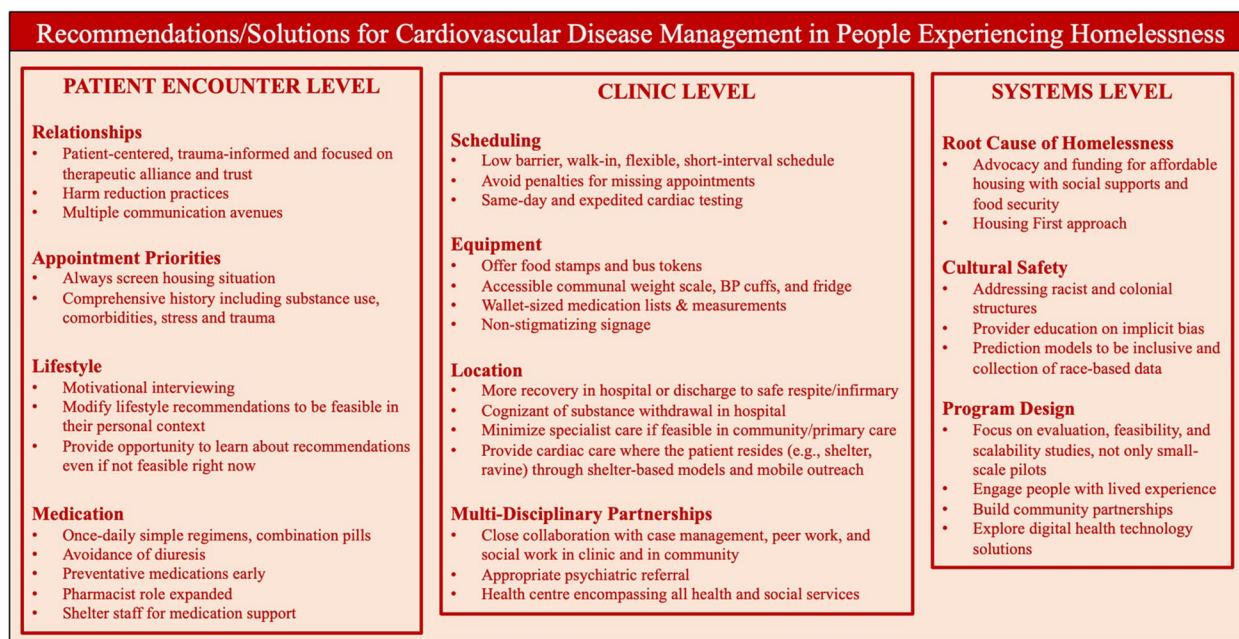 Recommendations/Solutions for Cardiovascular Disease Management in People Experiencing Homelessness
PATIENT ENCOUNTER LEVEL
Relationships
• Patient-centered, trauma-informed and focused on
therapeutic alliance and trust
• Harm reduction practices
• Multiple communication avenues
Appointment Priorities
• Always screen housing situation
• Comprehensive history including substance use,
comorbidities, stress and trauma
Lifestyle
• Motivational interviewing
• Modify lifestyle recommendations to be feasible in
their personal context
• Provide opportunity to learn about recommendations
even if not feasible right now
Medication
• Once-daily simple regimens, combination pills
• Avoidance of diuresis
• Preventative medications early
• Pharmacist role expanded
• Shelter staff for medication support
CLINIC LEVEL
Scheduling
• Low barrier, walk-in, flexible, short-interval schedule
• Avoid penalties for missing appointments
• Same-day and expedited cardiac testing
Equipment
• Offer food stamps and bus tokens
• Accessible communal weight scale, BP cuffs, and fridge
• Wallet-sized medication lists & measurements
• Non-stigmatizing signage
Location
• More recovery in hospital or discharge to safe respite/infirmary
• Cognizant of substance withdrawal in hospital
• Minimize specialist care if feasible in community/primary care
• Provide cardiac care where the patient resides (e.g., shelter,
ravine) through shelter-based models and mobile outreach
Multi-Disciplinary Partnerships
• Close collaboration with case management, peer work, and
social work in clinic and in community
• Appropriate psychiatric referral
• Health centre encompassing all health and social services
SYSTEMS LEVEL
Root Cause of Homelessness
• Advocacy and funding for affordable
housing with social supports and
food security
• Housing First approach
Cultural Safety
• Addressing racist and colonial
structures
• Provider education on implicit bias
• Prediction models to be inclusive and
collection of race-based data
Program Design
• Focus on evaluation, feasibility, and
scalability studies, not only small-
scale pilots
• Engage people with lived experience
• Build community partnerships
• Explore digital health technology
solutions